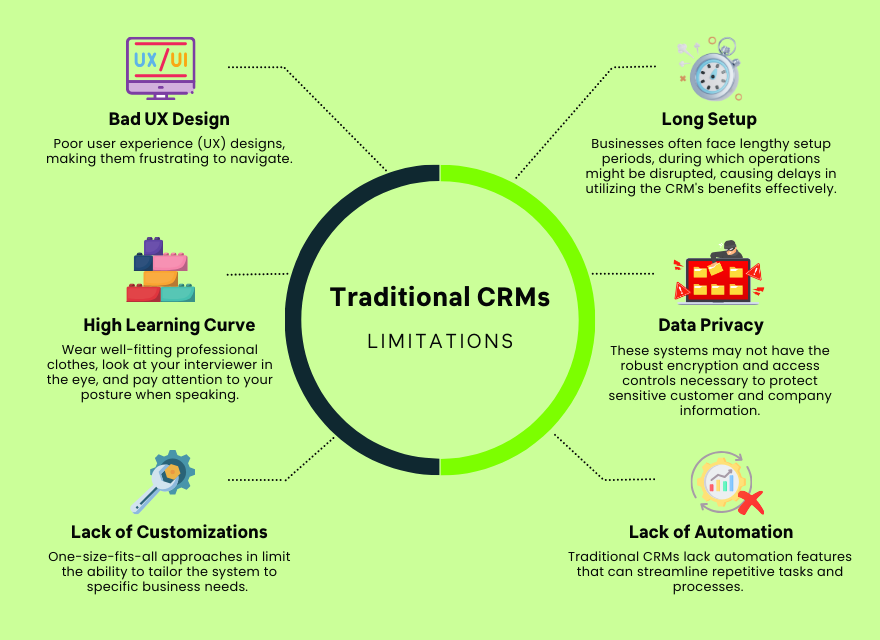 UX/UI
Bad UX Design
Poor user experience (UX) designs,
making them frustrating to navigate.
High Learning Curve
Wear well-fitting professional
clothes, look at your interviewer in
the eye, and pay attention to your
posture when speaking.
Lack of Customizations
One-size-fits-all approaches in limit
the ability to tailor the system to
specific business needs.
Traditional CRMs
LIMITATIONS
Long Setup
Businesses often face lengthy setup
periods, during which operations
might be disrupted, causing delays in
utilizing the CRM's benefits effectively.
Data Privacy
These systems may not have the
robust encryption and access
controls necessary to protect
sensitive customer and company
information.
Lack of Automation
Traditional CRMs lack automation features
that can streamline repetitive tasks and
processes.